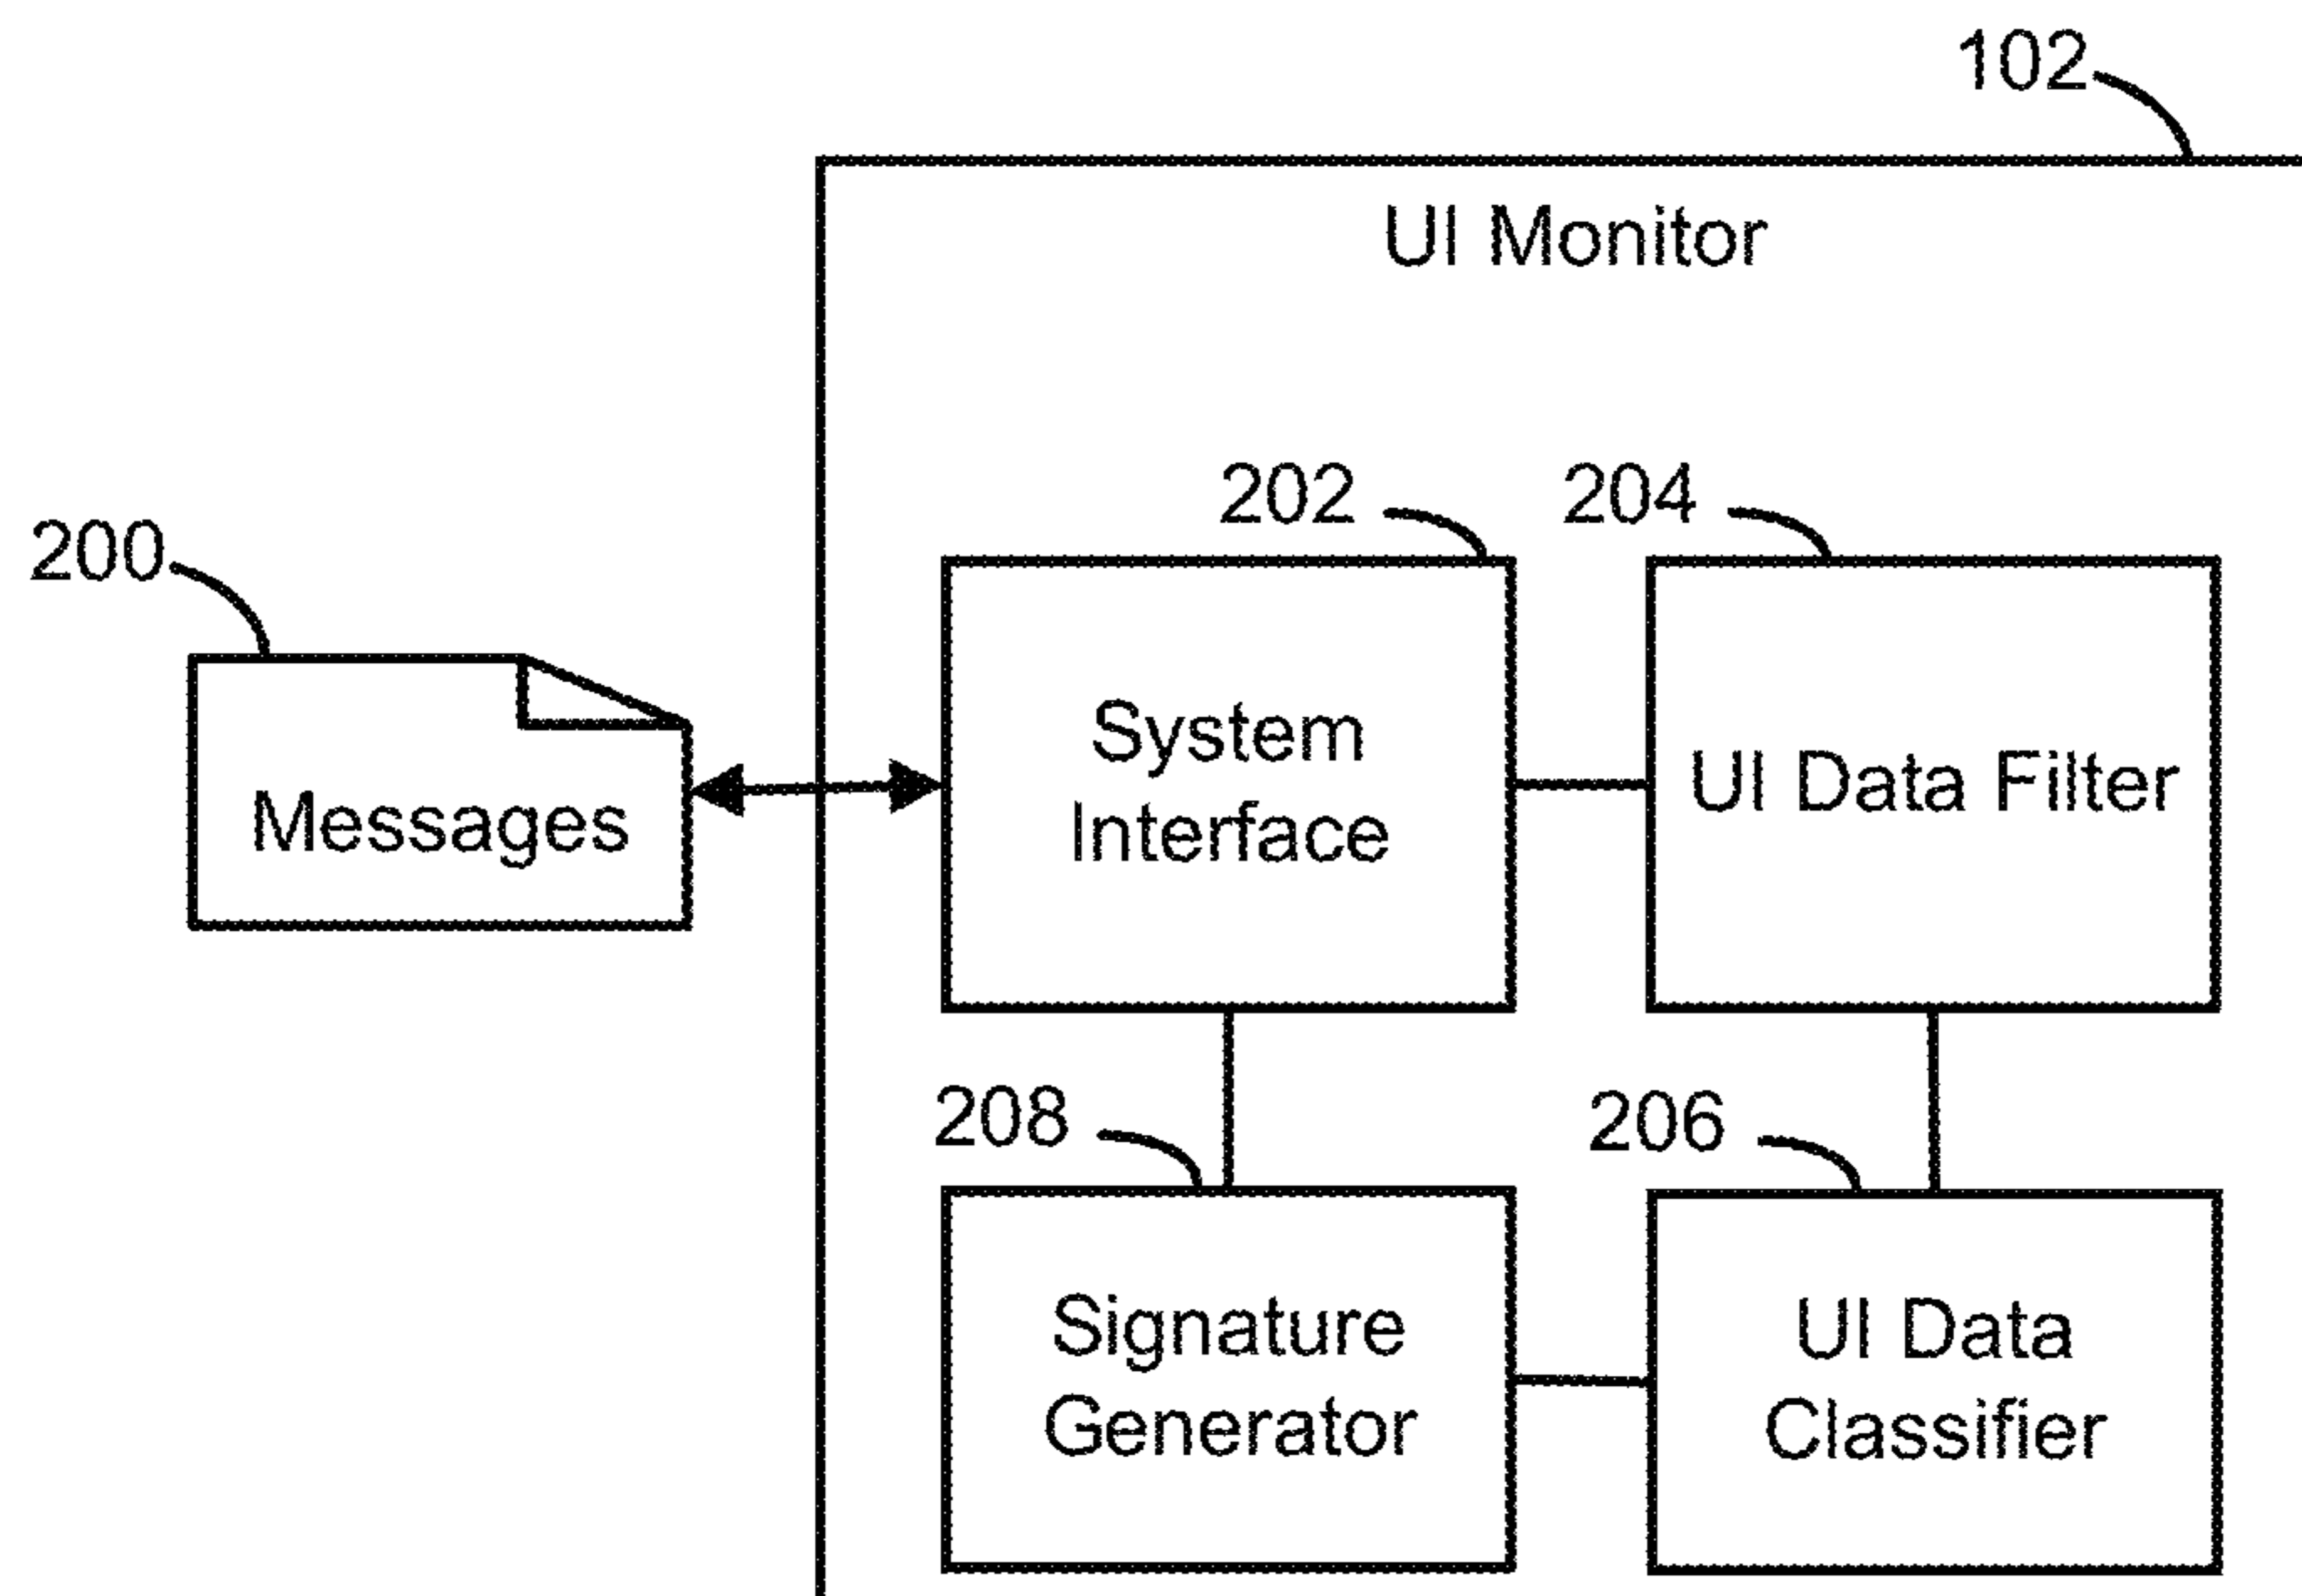 102
UI Monitor
202
204
200
System
Interface
UI Data Filter
Messages
208
206
Signature
Generator
UI Data
Classifier